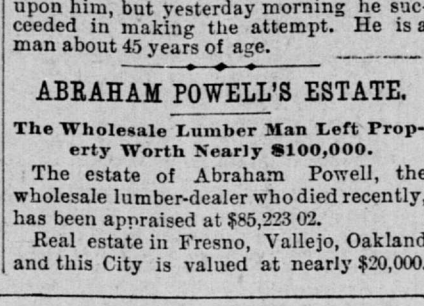 upon him, but yesterday morning he suc-
ceeded in making the attempt. He is a
man about 45 years of age.
ABRAHAM POWELL'S ESTATE.
The Wholesale Lumber Man Left Prop-
erty Worth Nearly $100,000.
The estate of Abraham Powell, the
wholesale lumber-dealer who died recently,
has been appraised at $85,223 02.
Real estate in Fresno, Vallejo, Oakland
and this City is valued at nearly $20,000.